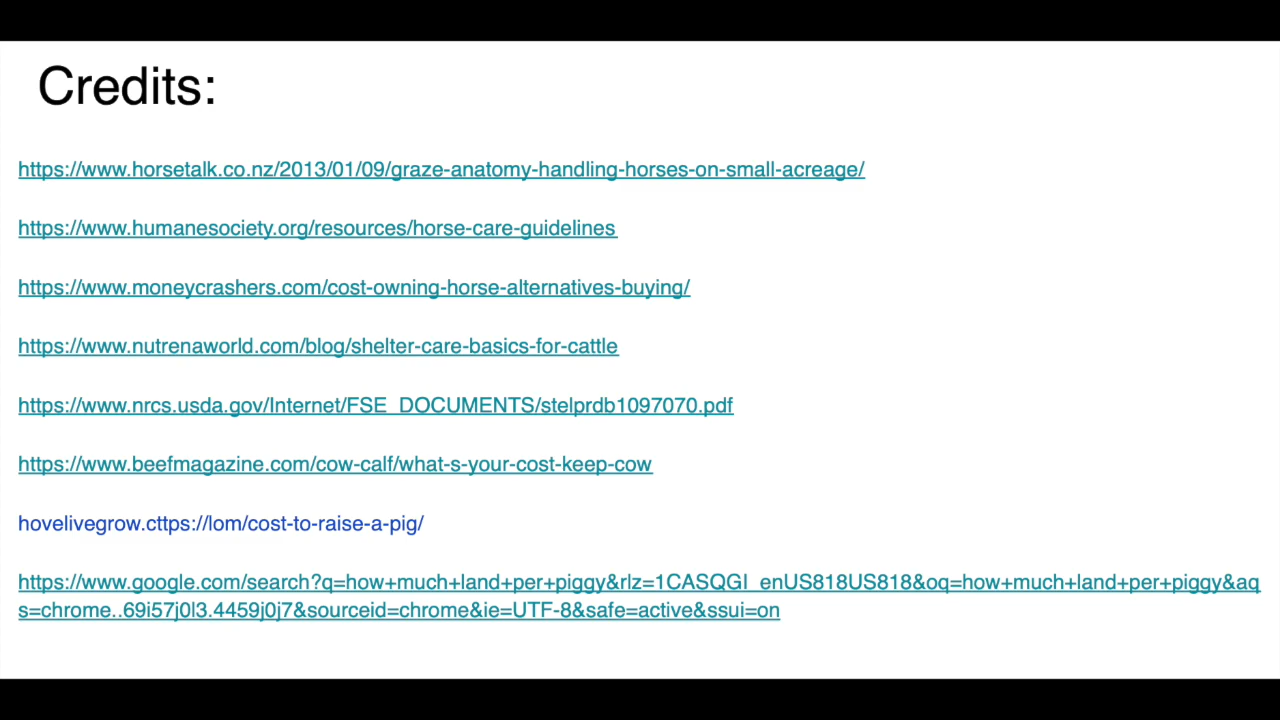 Credits:
https://www.horsetalk.co.nz/2013/01/09/graze-anatomy-handling-horses-on-small-acreage/
https://www.humanesociety.org/resources/horse-care-guidelines
https://www.moneycrashers.com/cost-owning-horse-alternatives-buying/
https://www.nutrenaworld.com/blog/shelter-care-basics-for-cattle
https://www.nrcs.usda.gov/Internet/FSE_DOCUMENTS/stelprdb1097070.pdf
https://www.beefmagazine.com/cow-calf/what-s-your-cost-keep-cow
hovelivegrow.cttps://lom/cost-to-raise-a-pig/
https://www.google.com/search?q=how+much+land+per+piggy&rlz=1CASQGI_enUS818US818&oq=how+much+land+per+piggy&aq
s=chrome..69i57j0l3.4459j0j7&sourceid=chrome&ie=UTF-8&safe=active&ssui=on